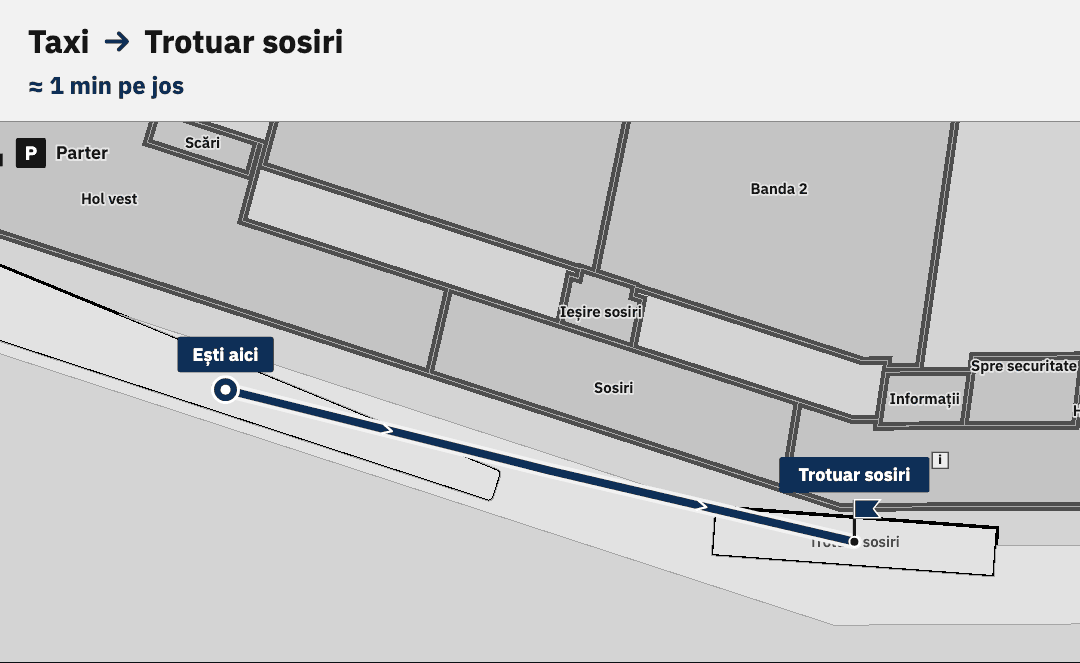 Taxi → Trotuar sosiri
≈ 1 min pe jos
Scări
P Parter
Hol vest
Banda 2
Ieșire sosiri
Ești aici
Spre securitate
Sosiri
Informații
H
i
Trotuar sosiri
sosiri